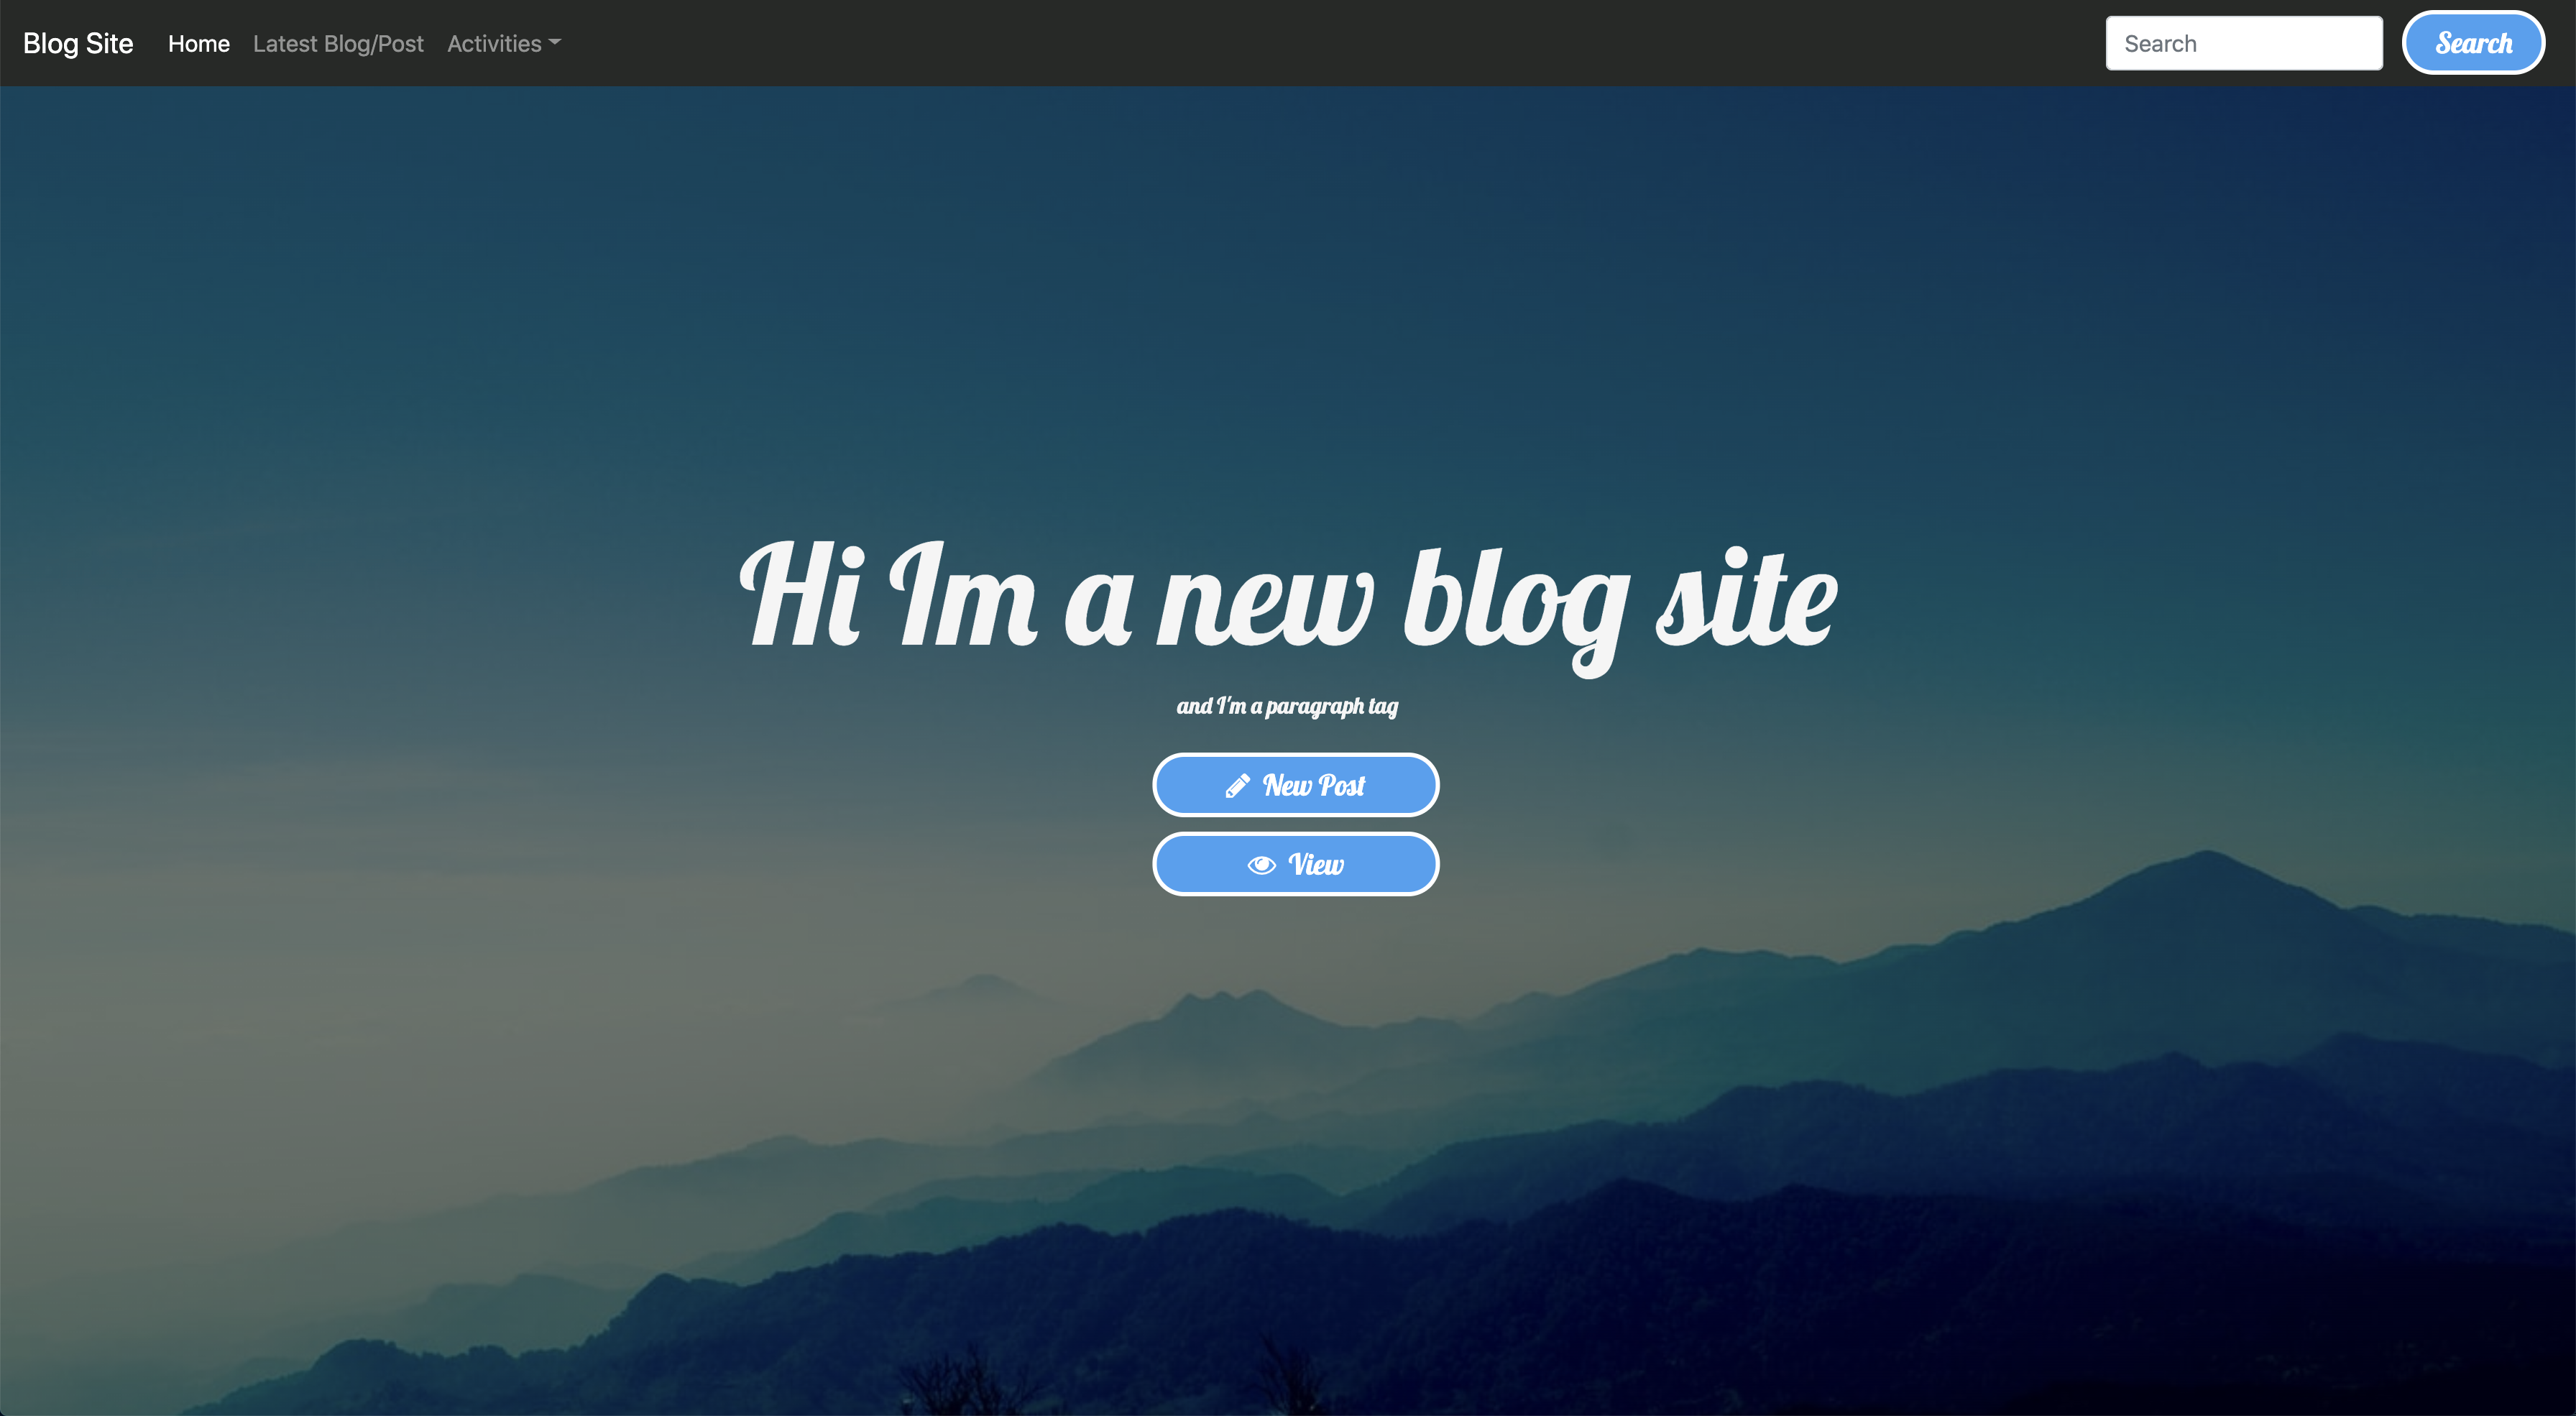 Blog Site Home Latest Blog/Post Activities Search Search
Hi Im a new blog site
and I'm a paragraph tag
New Post
View